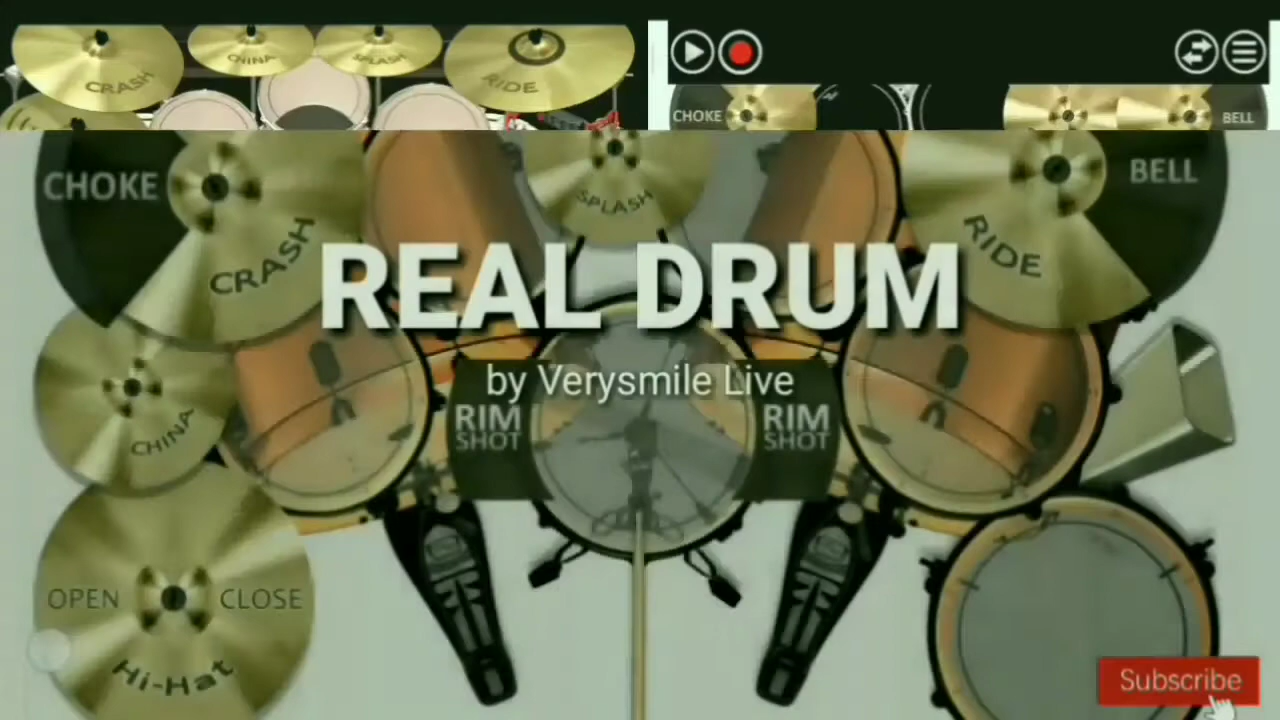 CRASH
CHINA
SPLASH
RIDE
CHOKE
BELL
CHOKE
CRASH
SPLASH
RIDE
BELL
REAL DRUM
by Verysmile Live
RIM
SHOT
RIM
SHOT
CHINA
OPEN
CLOSE
Hi-Hat
Subscribe